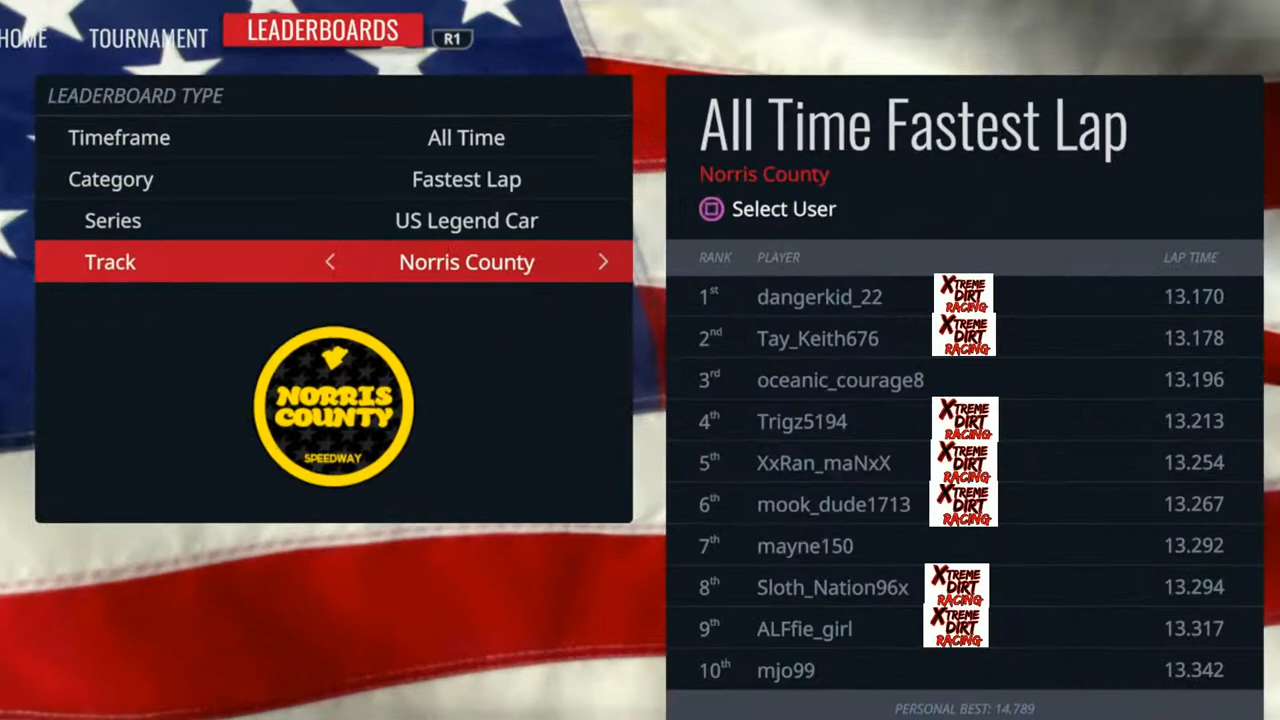 HOME TOURNAMENT LEADERBOARDS R1
LEADERBOARD TYPE
Timeframe All Time
Category Fastest Lap
Series US Legend Car
Track < Norris County >
NORRIS
COUNTY
SPEEDWAY
All Time Fastest Lap
Norris County
Select User
RANK PLAYER LAP TIME
1st dangerkid_22 XTREME DIRT RACING 13.170
2nd Tay_Keith676 XTREME DIRT RACING 13.178
3rd oceanic_courage8 13.196
4th Trigz5194 XTREME DIRT RACING 13.213
5th XxRan_maNxX XTREME DIRT RACING 13.254
6th mook_dude1713 XTREME DIRT RACING 13.267
7th mayne150 13.292
8th Sloth_Nation96x XTREME DIRT RACING 13.294
9th ALFfie_girl XTREME DIRT RACING 13.317
10th mjo99 13.342
PERSONAL BEST: 14.789